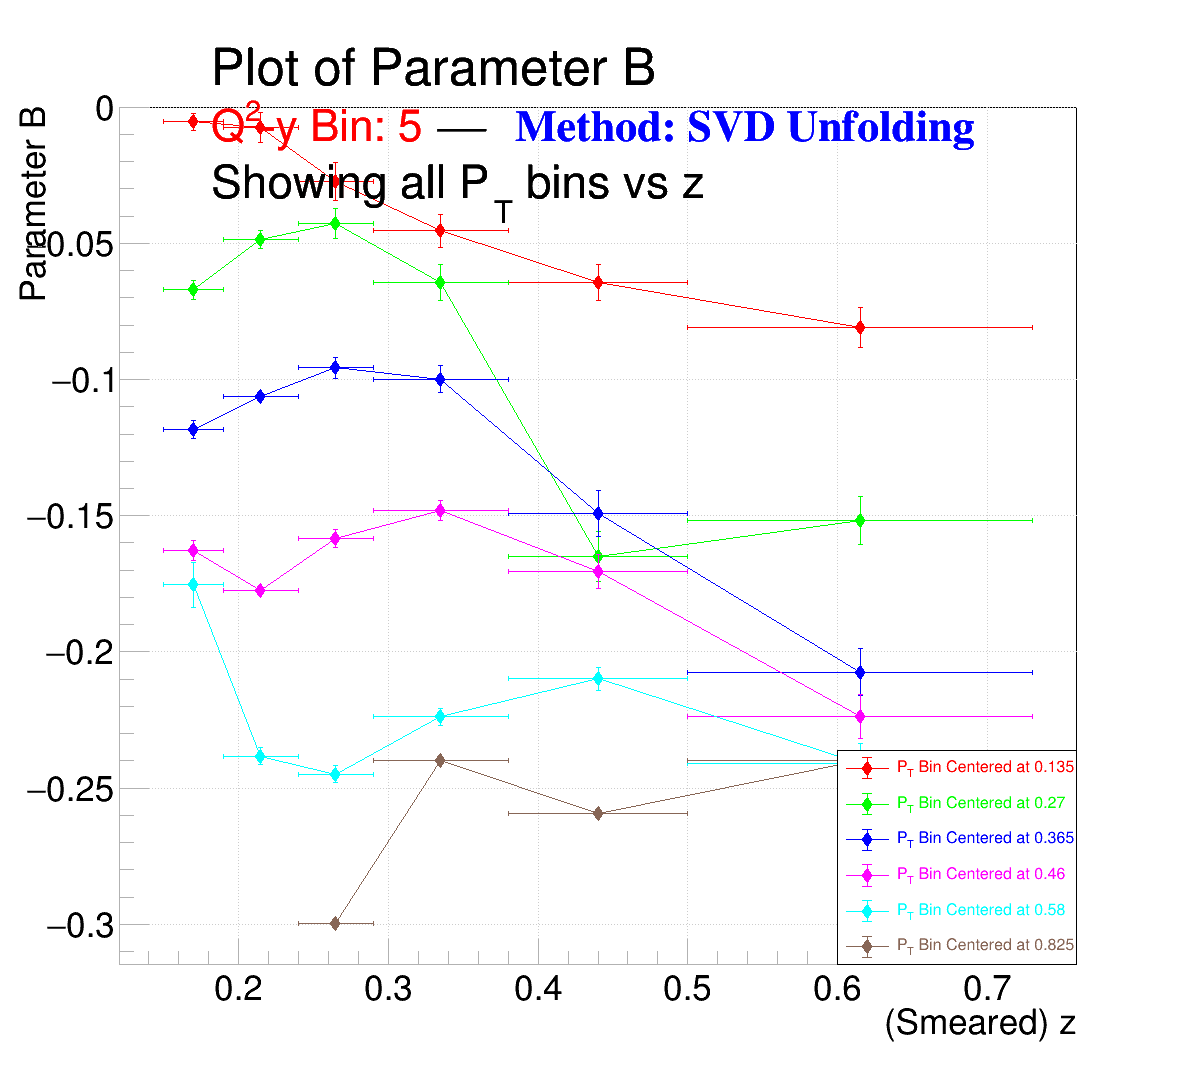 Plot of Parameter B
Q2-y Bin: 5 — Method: SVD Unfolding
Showing all PT bins vs z
Parameter B
0
−0.05
−0.1
−0.15
−0.2
−0.25
−0.3
PT Bin Centered at 0.135
PT Bin Centered at 0.27
PT Bin Centered at 0.365
PT Bin Centered at 0.46
PT Bin Centered at 0.58
PT Bin Centered at 0.825
0.2 0.3 0.4 0.5 0.6 0.7
(Smeared) z